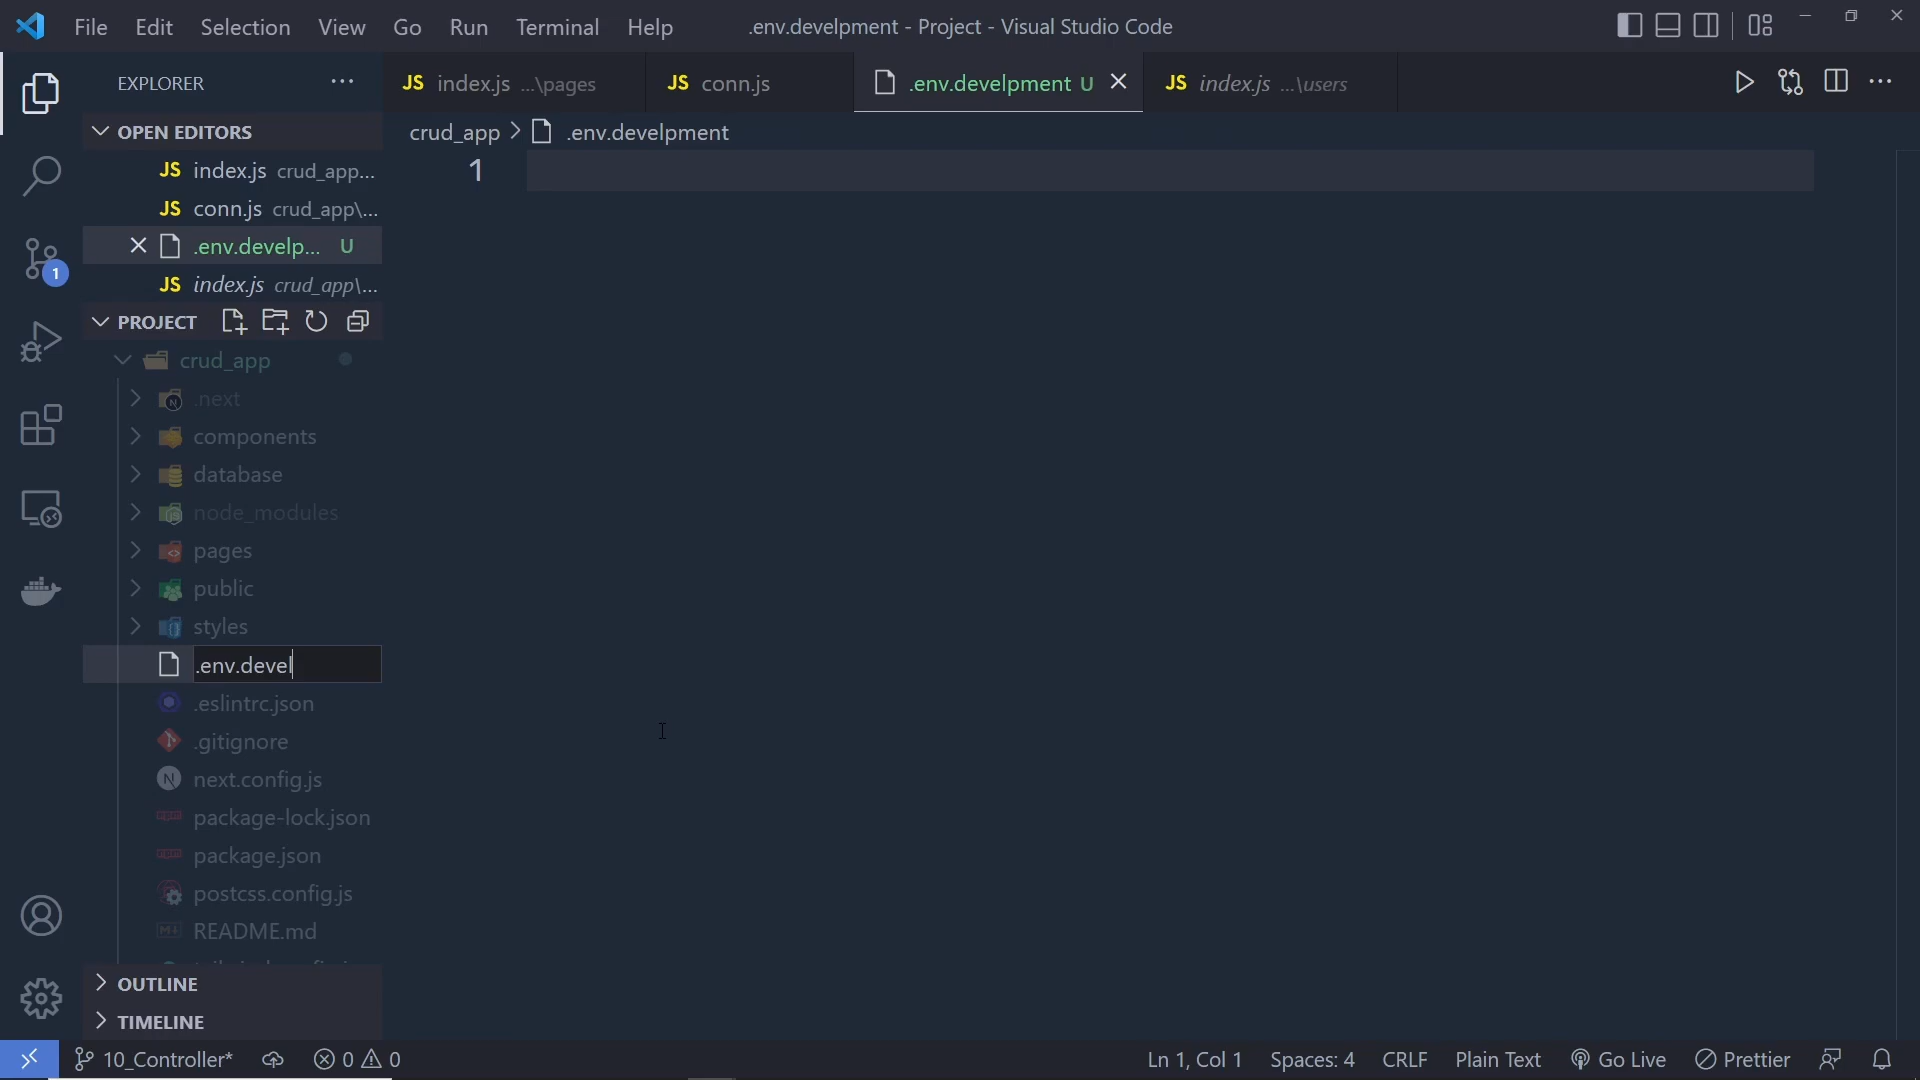 File Edit Selection View Go Run Terminal Help .env.develpment - Project - Visual Studio Code
EXPLORER
JS index.js ...\pages JS conn.js .env.develpment U JS index.js ...\users
OPEN EDITORS
crud_app > .env.develpment
JS index.js crud_app...
1
JS conn.js crud_app\...
.env.develp... U
JS index.js crud_app\...
1
PROJECT
crud_app
.next
components
database
node_modules
pages
public
styles
.env.devel
.eslintrc.json
.gitignore
next.config.js
package-lock.json
package.json
postcss.config.js
README.md
OUTLINE
TIMELINE
10_Controller* 0 0 Ln 1, Col 1 Spaces: 4 CRLF Plain Text Go Live Prettier